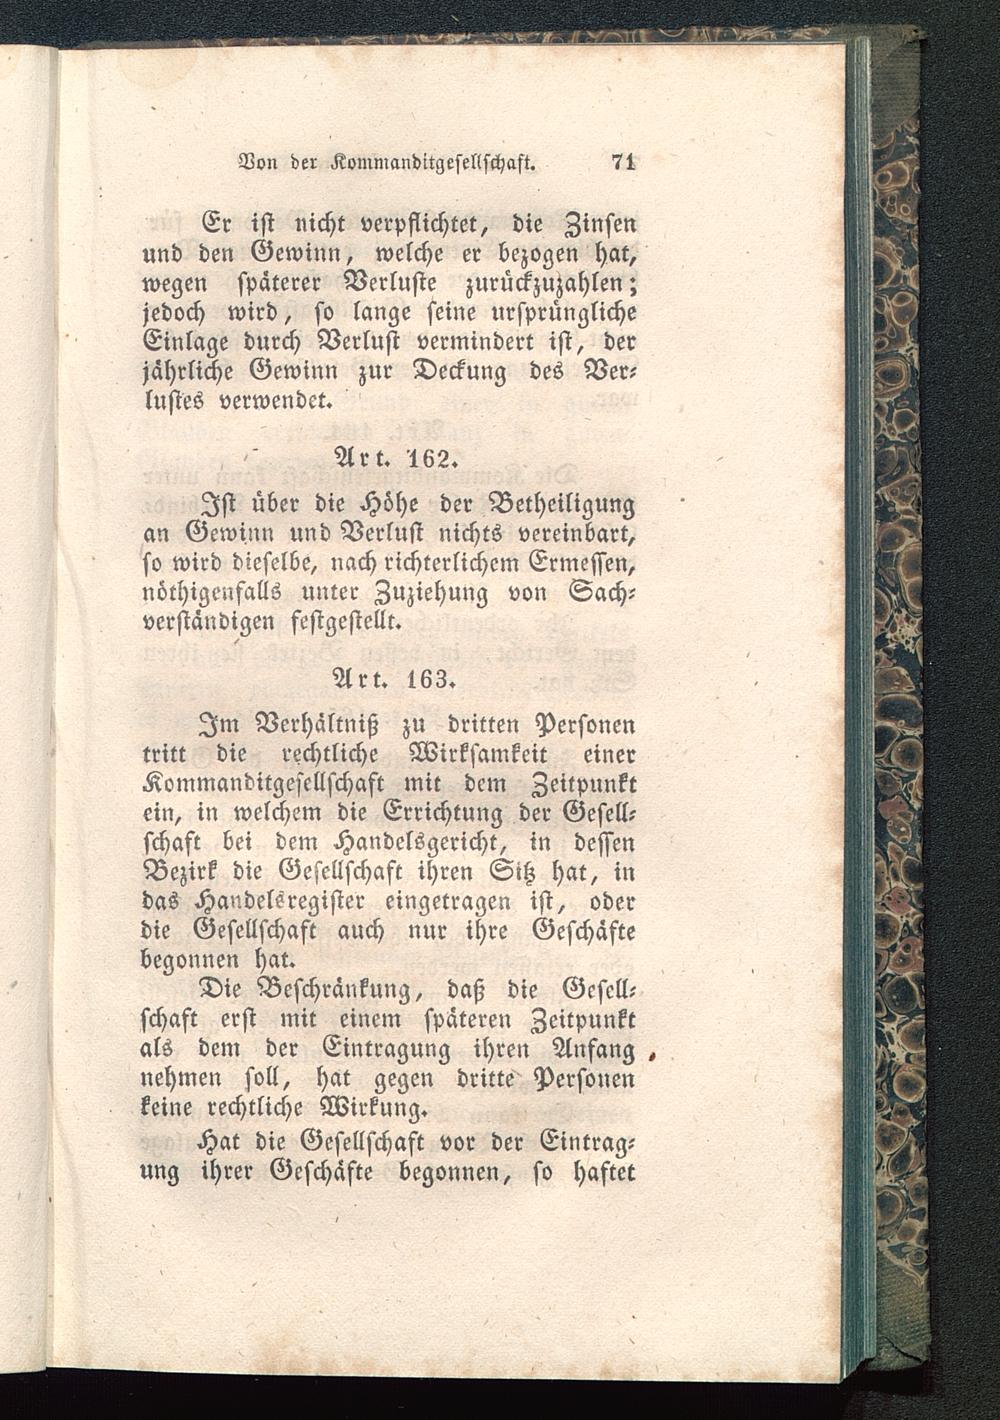 Von der Kommanditgesellschaft. 71
Er ist nicht verpflichtet, die Zinsen
und den Gewinn, welche er bezogen hat,
wegen späterer Verluste zurückzuzahlen;
jedoch wird, so lange seine ursprüngliche
Einlage durch Verlust vermindert ist, der
jährliche Gewinn zur Deckung des Ver-
lustes verwendet.
Art. 162.
Ist über die Höhe der Betheiligung
an Gewinn und Verlust nichts vereinbart,
so wird dieselbe, nach richterlichem Ermessen,
nöthigenfalls unter Zuziehung von Sach-
verständigen festgestellt.
Art. 163.
Im Verhältniß zu dritten Personen
tritt die rechtliche Wirksamkeit einer
Kommanditgesellschaft mit dem Zeitpunkt
ein, in welchem die Errichtung der Gesell-
schaft bei dem Handelsgericht, in dessen
Bezirk die Gesellschaft ihren Sitz hat, in
das Handelsregister eingetragen ist, oder
die Gesellschaft auch nur ihre Geschäfte
begonnen hat.
Die Beschränkung, daß die Gesell-
schaft erst mit einem späteren Zeitpunkt
als dem der Eintragung ihren Anfang
nehmen soll, hat gegen dritte Personen
keine rechtliche Wirkung.
Hat die Gesellschaft vor der Eintrag-
ung ihrer Geschäfte begonnen, so haftet